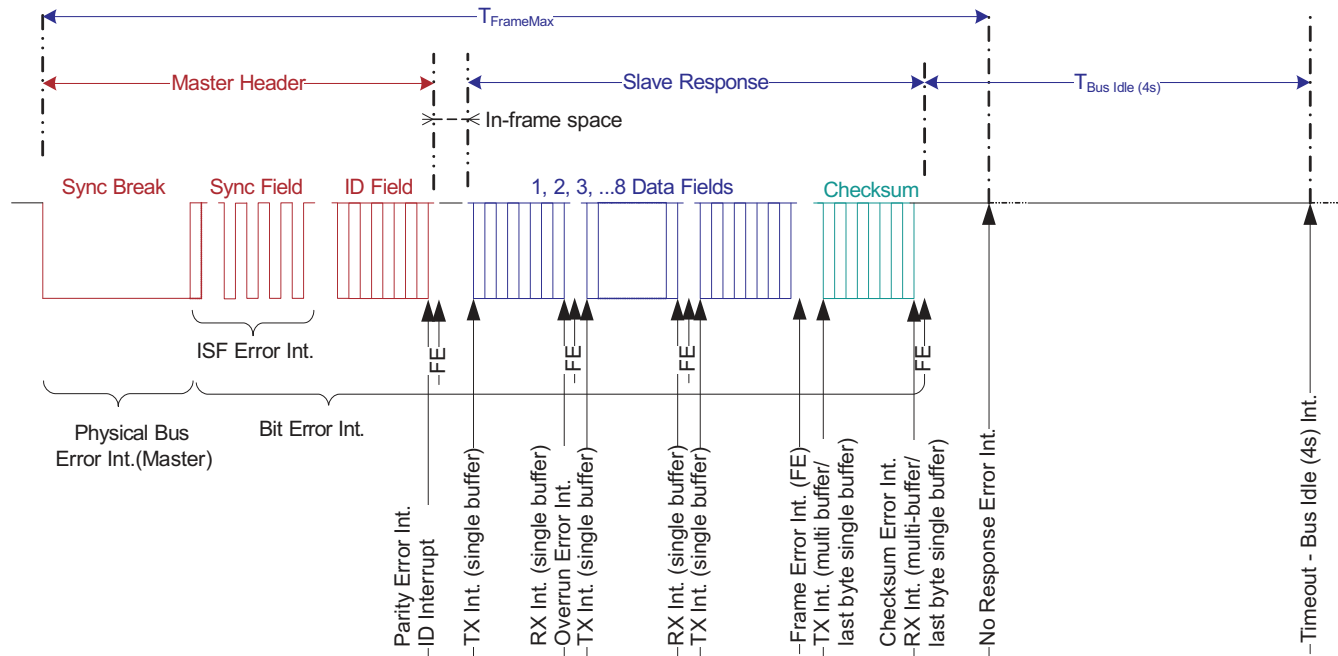 TFrameMax
Master Header
Slave Response
TBus Idle (4s)
In-frame space
Sync Break
Sync Field
ID Field
1, 2, 3, ...8 Data Fields
Checksum
ISF Error Int.
Physical Bus
Error Int.(Master)
Bit Error Int.
FE
FE
FE
FE
Parity Error Int.
ID Interrupt
TX Int. (single buffer)
RX Int. (single buffer)
Overrun Error Int.
TX Int. (single buffer)
RX Int. (single buffer)
TX Int. (single buffer)
Frame Error Int. (FE)
TX Int. (multi buffer/
last byte single buffer)
Checksum Error Int.
RX Int. (multi-buffer/
last byte single buffer)
No Response Error Int.
Timeout - Bus Idle (4s) Int.